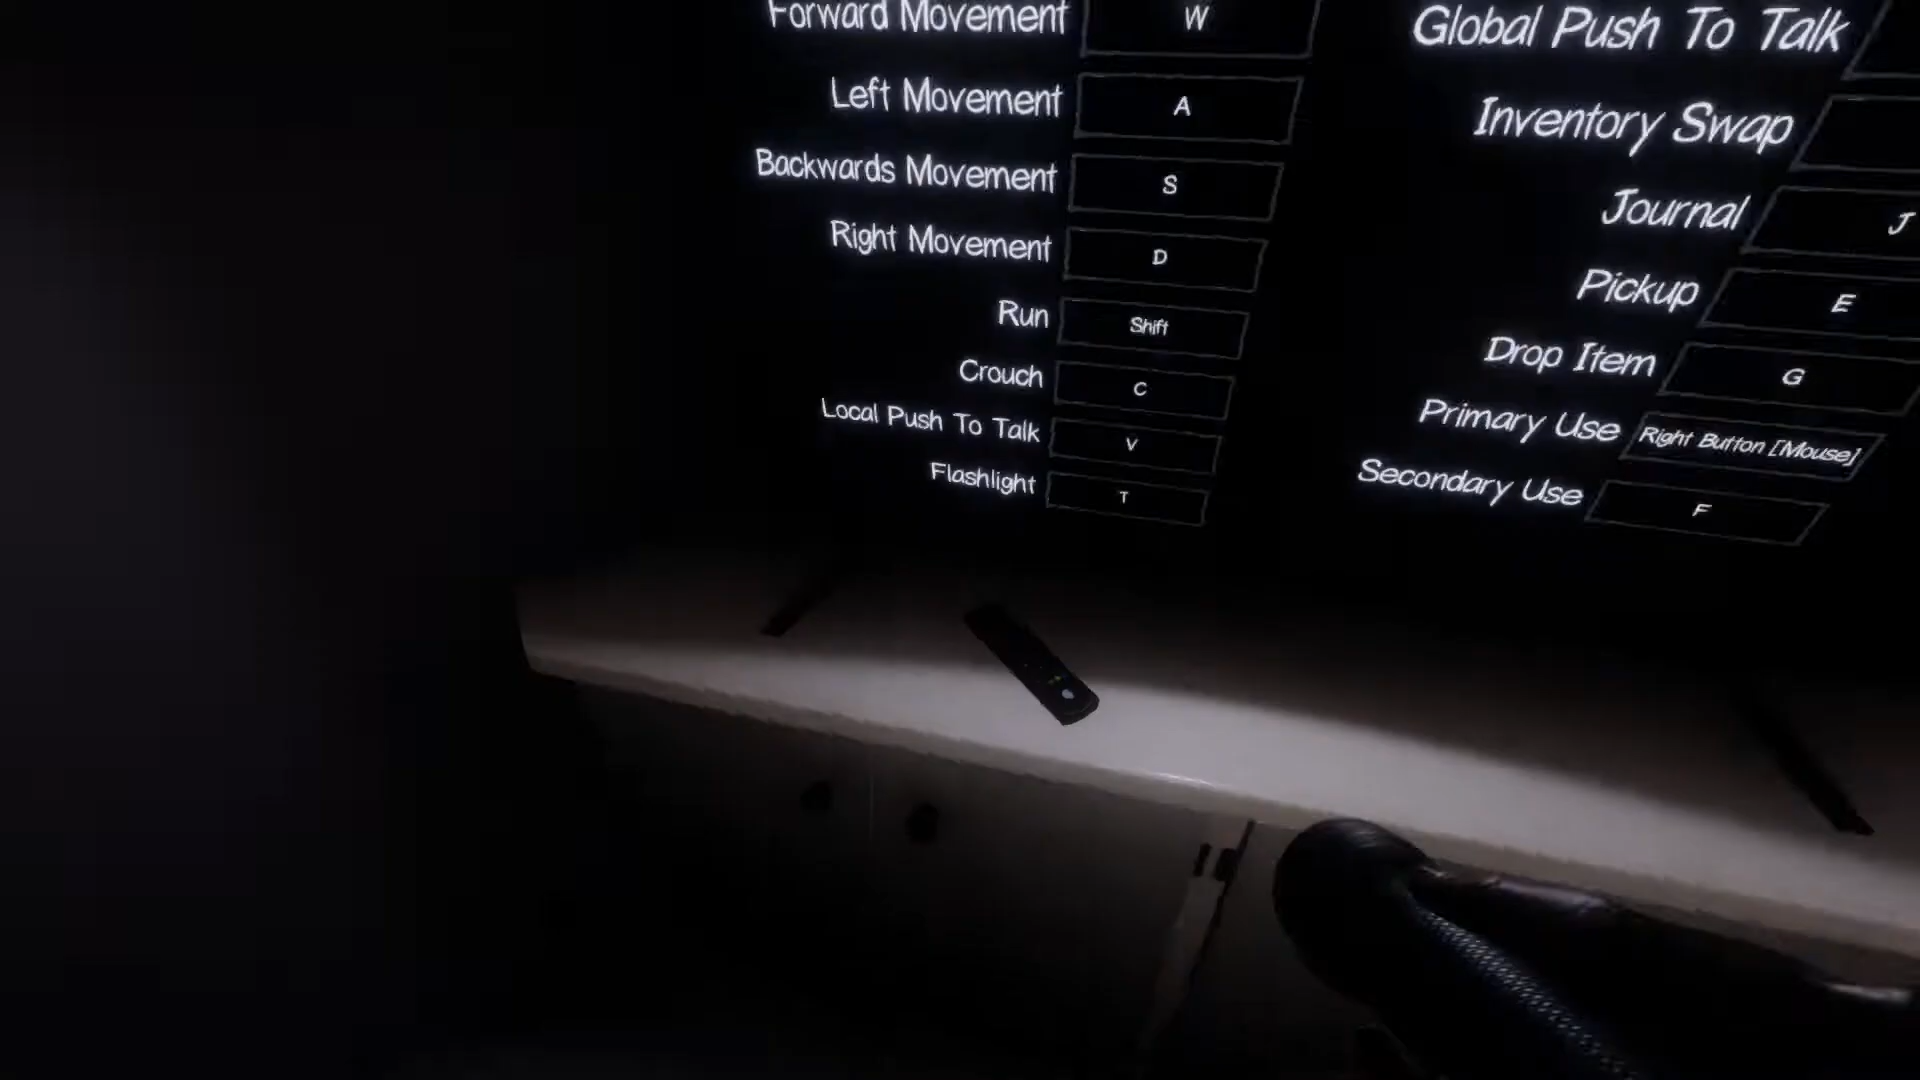 Forward Movement W
Left Movement A
Backwards Movement S
Right Movement D
Run Shift
Crouch C
Local Push To Talk V
Flashlight T
Global Push To Talk
Inventory Swap
Journal J
Pickup E
Drop Item G
Primary Use Right Button [Mouse]
Secondary Use F